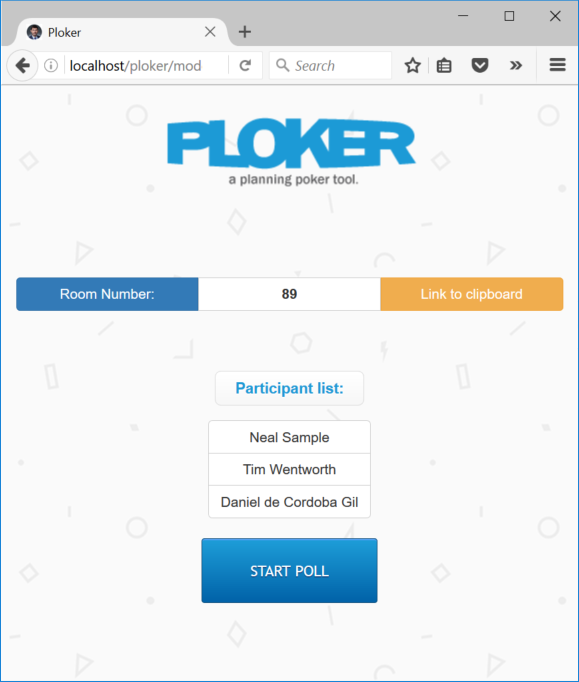 Ploker
localhost/ploker/mod
Search
PLOKER
a planning poker tool.
Room Number:
89
Link to clipboard
Participant list:
Neal Sample
Tim Wentworth
Daniel de Cordoba Gil
START POLL